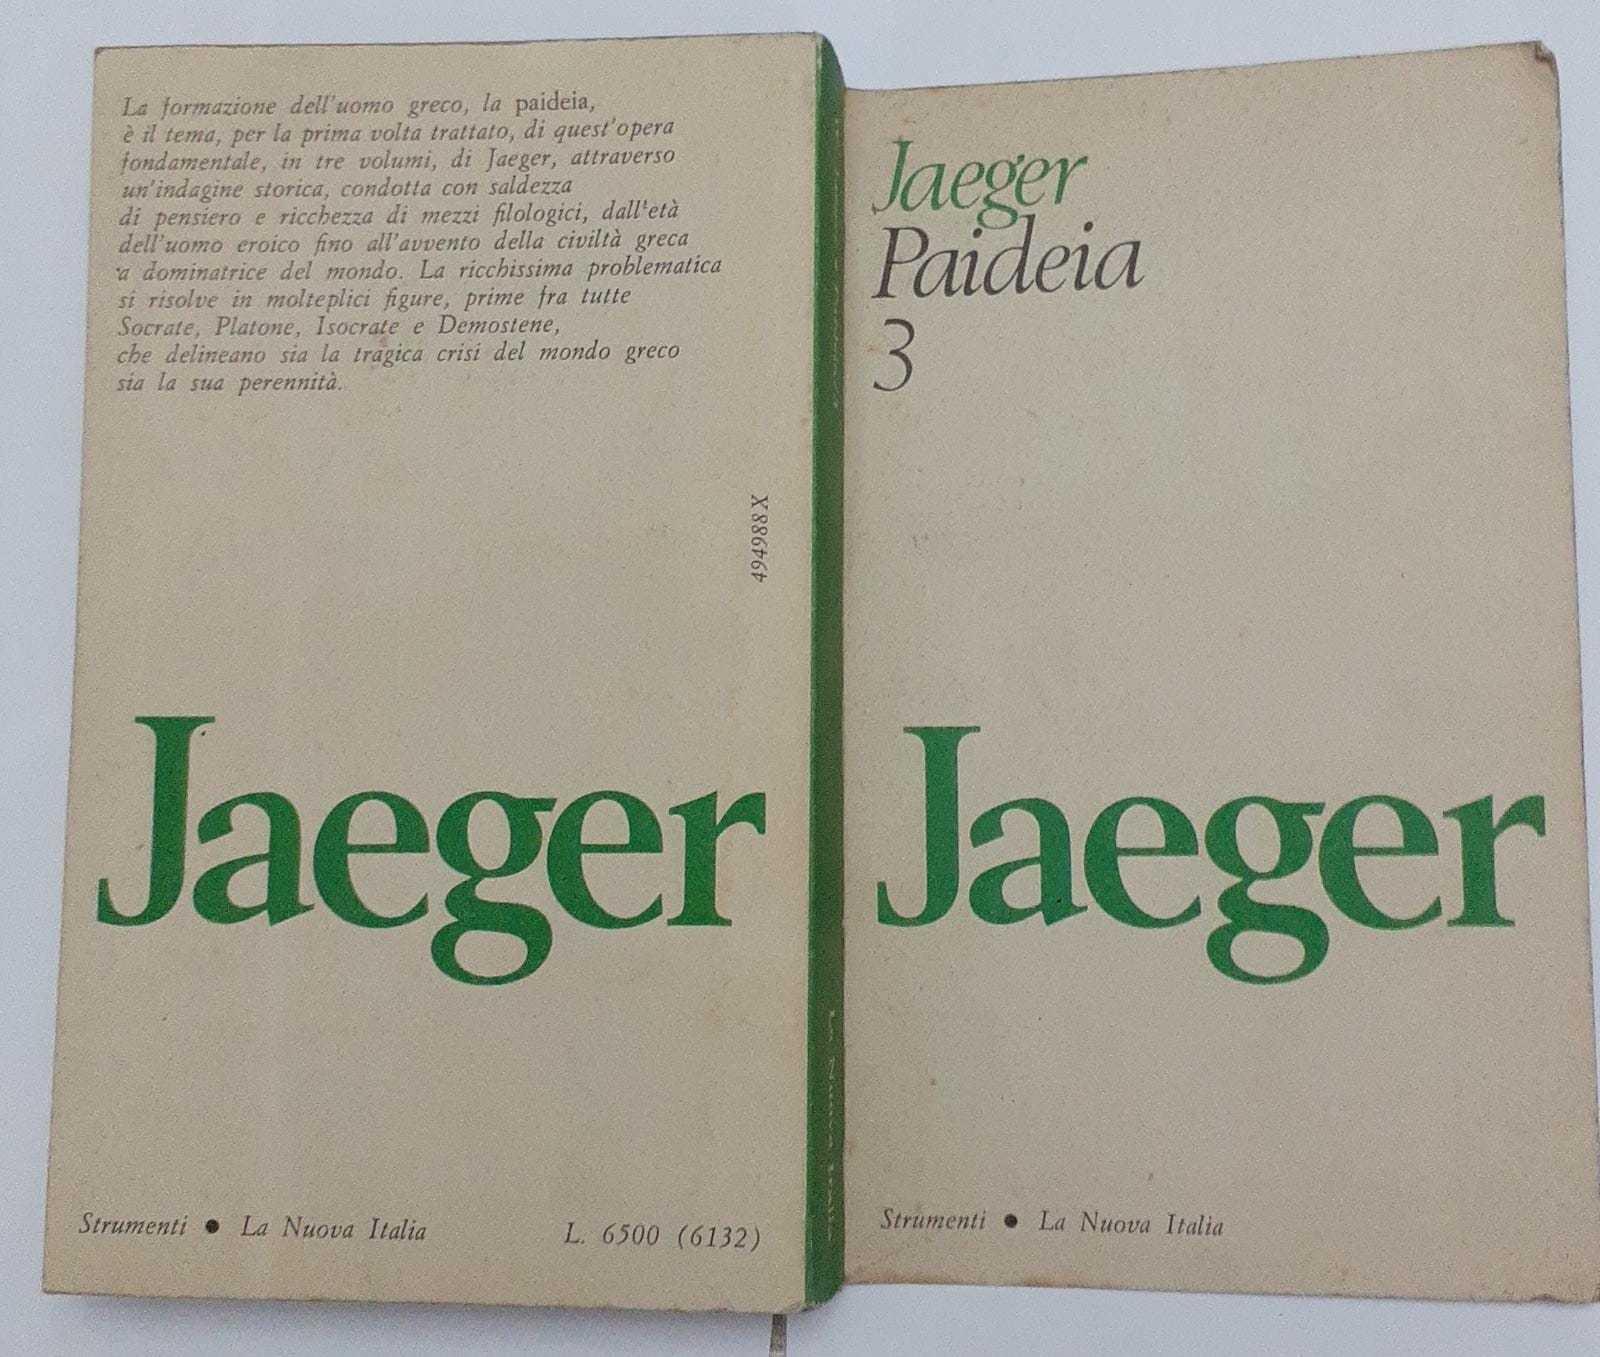 La formazione dell'uomo greco, la paideia,
è il tema, per la prima volta trattato, di quest'opera
fondamentale, in tre volumi, di Jaeger, attraverso
un'indagine storica, condotta con saldezza
di pensiero e ricchezza di mezzi filologici, dall'età
dell'uomo eroico fino all'avvento della civiltà greca
a dominatrice del mondo. La ricchissima problematica
si risolve in molteplici figure, prime fra tutte
Socrate, Platone, Isocrate e Demostene,
che delineano sia la tragica crisi del mondo greco
sia la sua perennità.
494988X
Jaeger
Strumenti • La Nuova Italia
L. 6500 (6132)
La Nuova Italia
Jaeger
Paideia
3
Jaeger
Strumenti • La Nuova Italia